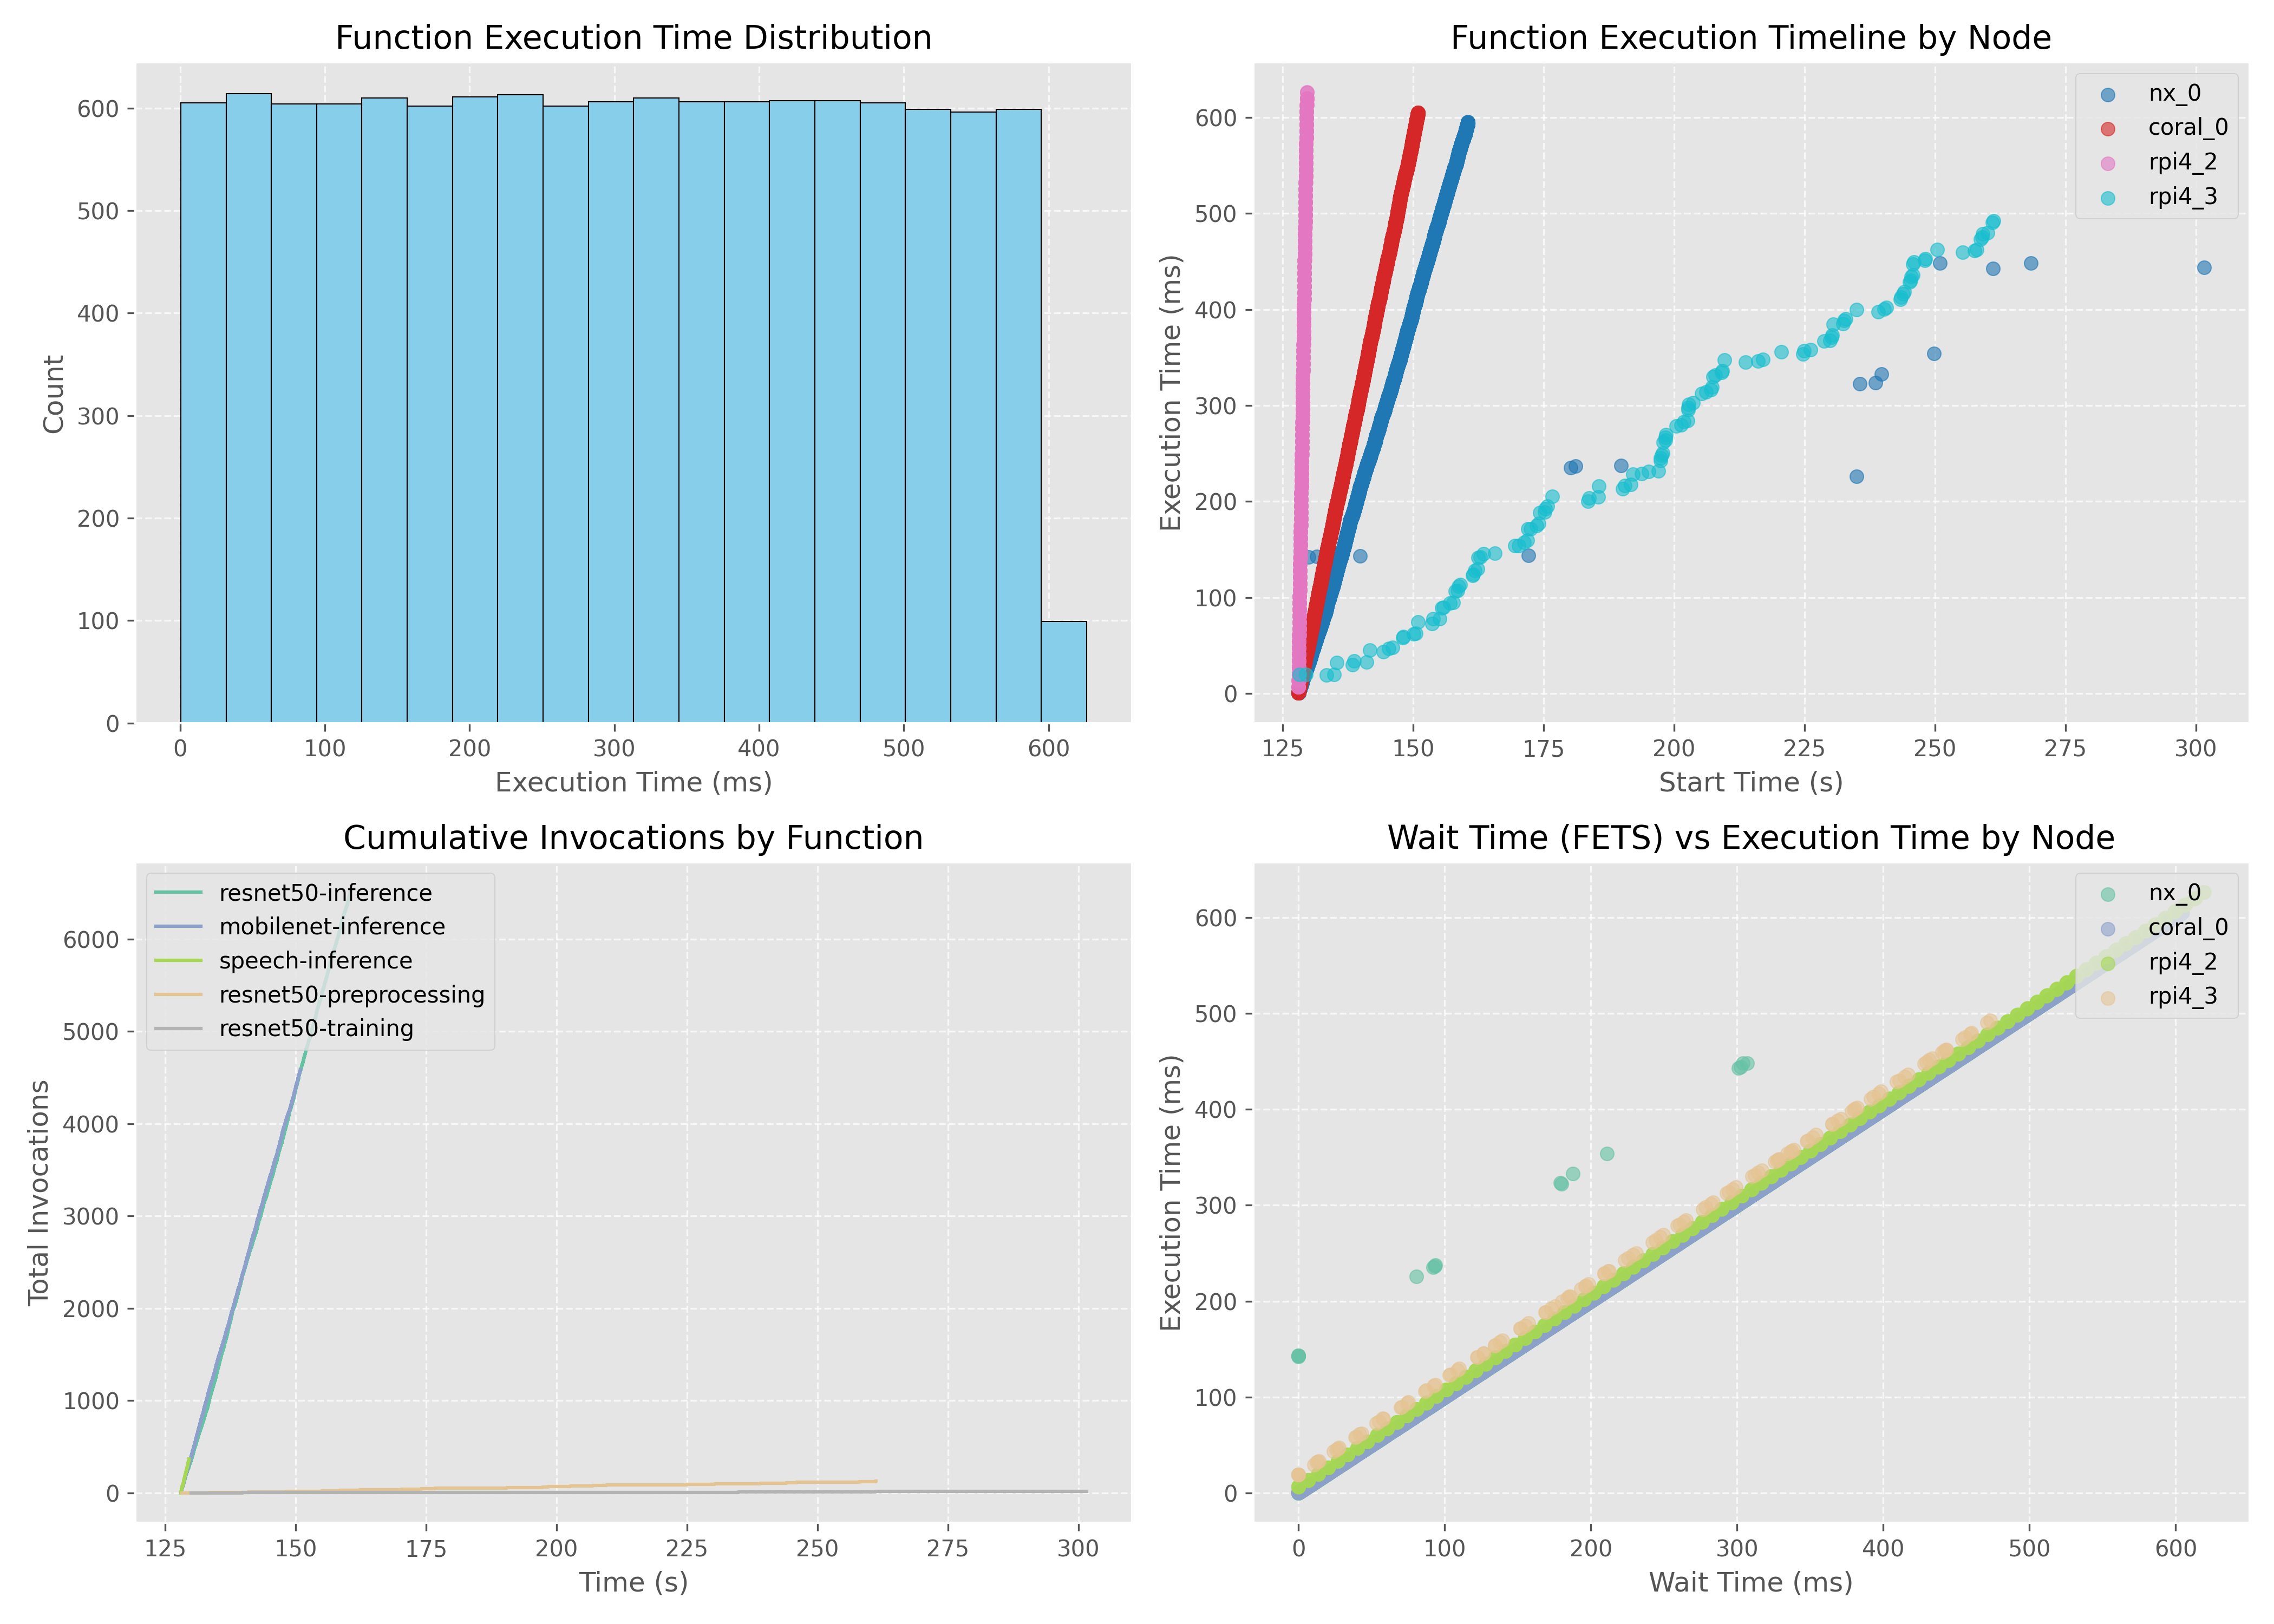 Function Execution Time Distribution
600
500
400
300
200
100
0
Count
0 100 200 300 400 500 600
Execution Time (ms)
Function Execution Timeline by Node
nx_0
coral_0
rpi4_2
rpi4_3
600
500
400
300
200
100
0
Execution Time (ms)
125 150 175 200 225 250 275 300
Start Time (s)
Cumulative Invocations by Function
resnet50-inference
mobilenet-inference
speech-inference
resnet50-preprocessing
resnet50-training
6000
5000
4000
3000
2000
1000
0
Total Invocations
125 150 175 200 225 250 275 300
Time (s)
Wait Time (FETS) vs Execution Time by Node
nx_0
coral_0
rpi4_2
rpi4_3
600
500
400
300
200
100
0
Execution Time (ms)
0 100 200 300 400 500 600
Wait Time (ms)